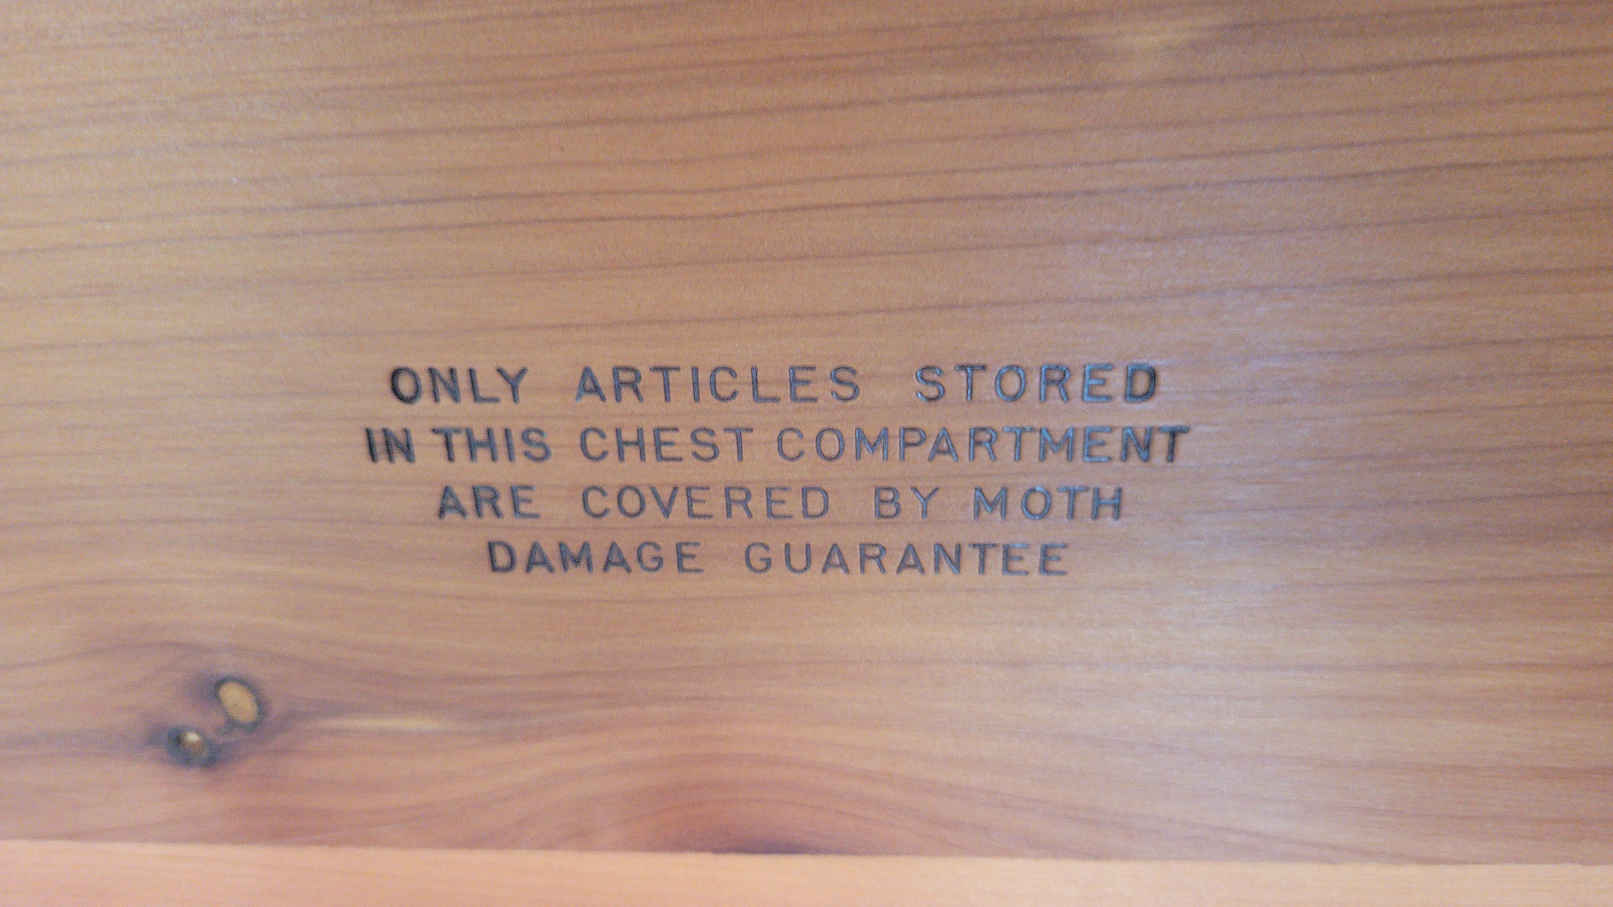 ONLY ARTICLES STORED
IN THIS CHEST COMPARTMENT
ARE COVERED BY MOTH
DAMAGE GUARANTEE